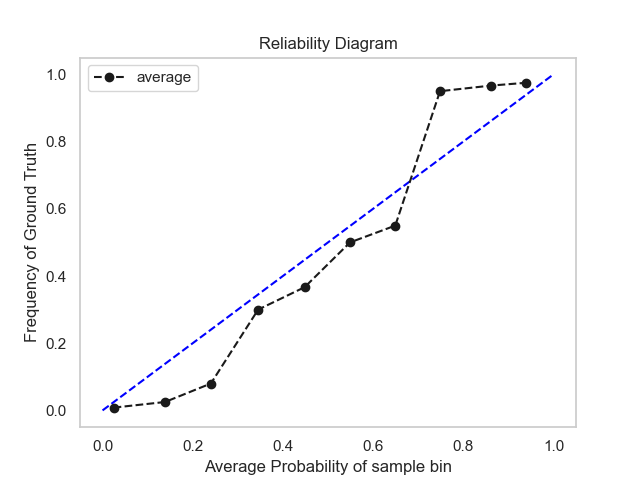 Reliability Diagram
average
Frequency of Ground Truth
1.0
0.8
0.6
0.4
0.2
0.0
0.0 0.2 0.4 0.6 0.8 1.0
Average Probability of sample bin